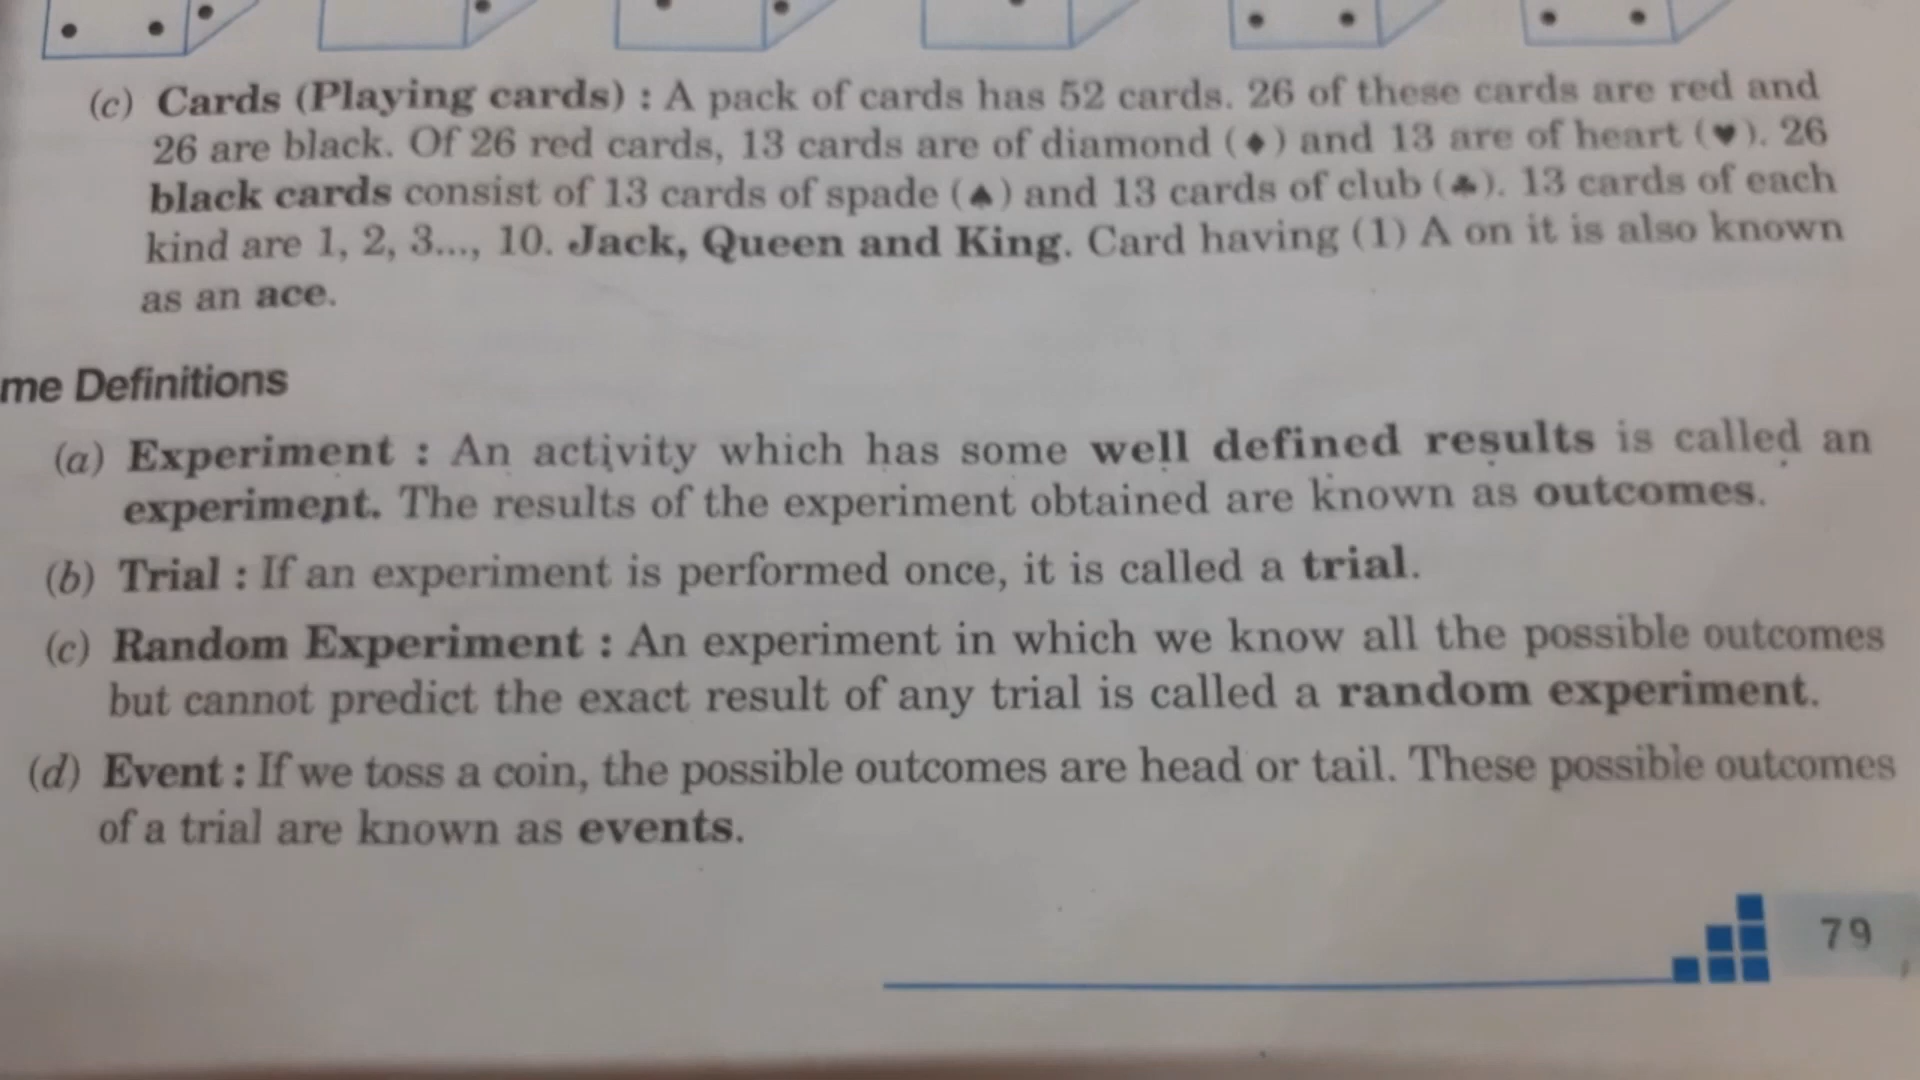 (c) Cards (Playing cards) : A pack of cards has 52 cards. 26 of these cards are red and
26 are black. Of 26 red cards, 13 cards are of diamond (♦) and 13 are of heart (♥). 26
black cards consist of 13 cards of spade (♠) and 13 cards of club (♣). 13 cards of each
kind are 1, 2, 3..., 10. Jack, Queen and King. Card having (1) A on it is also known
as an ace.
me Definitions
(a) Experiment : An activity which has some well defined results is called an
experiment. The results of the experiment obtained are known as outcomes.
(b) Trial : If an experiment is performed once, it is called a trial.
(c) Random Experiment : An experiment in which we know all the possible outcomes
but cannot predict the exact result of any trial is called a random experiment.
(d) Event : If we toss a coin, the possible outcomes are head or tail. These possible outcomes
of a trial are known as events.
79